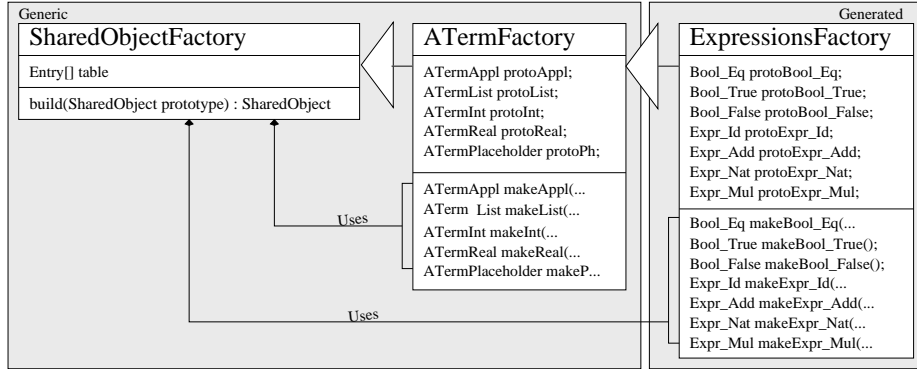 Generic
SharedObjectFactory
Entry[] table
build(SharedObject prototype) : SharedObject
ATermFactory
ATermAppl protoAppl;
ATermList protoList;
ATermInt protoInt;
ATermReal protoReal;
ATermPlaceholder protoPh;
ATermAppl makeAppl(...
ATerm List makeList(...
ATermInt makeInt(...
ATermReal makeReal(...
ATermPlaceholder makeP...
Uses
Uses
Generated
ExpressionsFactory
Bool_Eq protoBool_Eq;
Bool_True protoBool_True;
Bool_False protoBool_False;
Expr_Id protoExpr_Id;
Expr_Add protoExpr_Add;
Expr_Nat protoExpr_Nat;
Expr_Mul protoExpr_Mul;
Bool_Eq makeBool_Eq(...
Bool_True makeBool_True();
Bool_False makeBool_False();
Expr_Id makeExpr_Id(...
Expr_Add makeExpr_Add(...
Expr_Nat makeExpr_Nat(...
Expr_Mul makeExpr_Mul(...